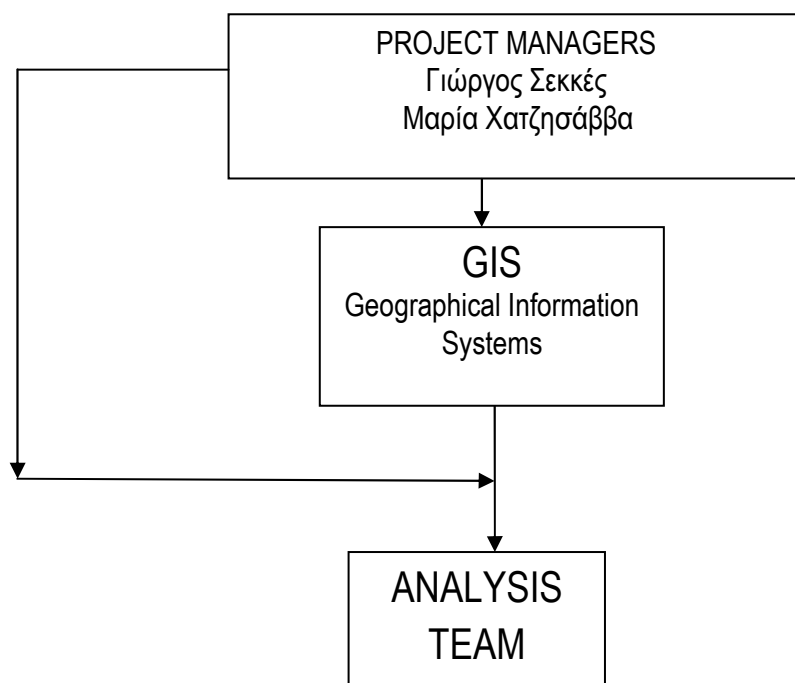 PROJECT MANAGERS
Γιώργος Σεκκές
Μαρία Χατζησάββα
GIS
Geographical Information
Systems
ANALYSIS
TEAM